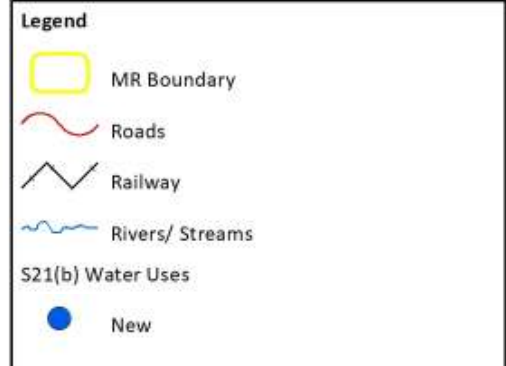 Legend
MR Boundary
Roads
Railway
Rivers/ Streams
S21(b) Water Uses
New